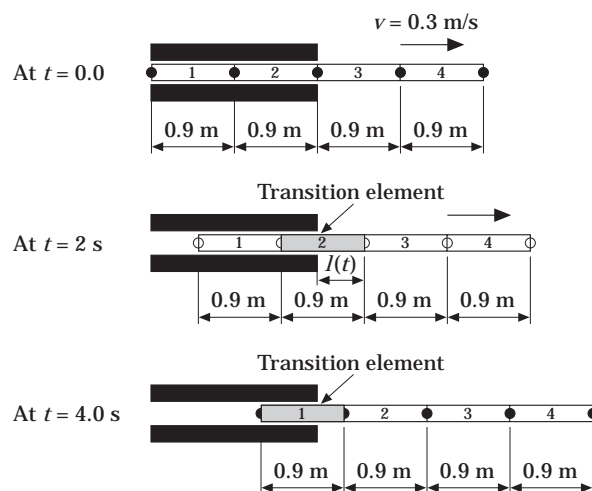 v = 0.3 m/s
At t = 0.0
1 2 3 4
0.9 m 0.9 m 0.9 m 0.9 m
Transition element
At t = 2 s
1 2 3 4
l(t)
0.9 m 0.9 m 0.9 m 0.9 m
Transition element
At t = 4.0 s
1 2 3 4
0.9 m 0.9 m 0.9 m 0.9 m